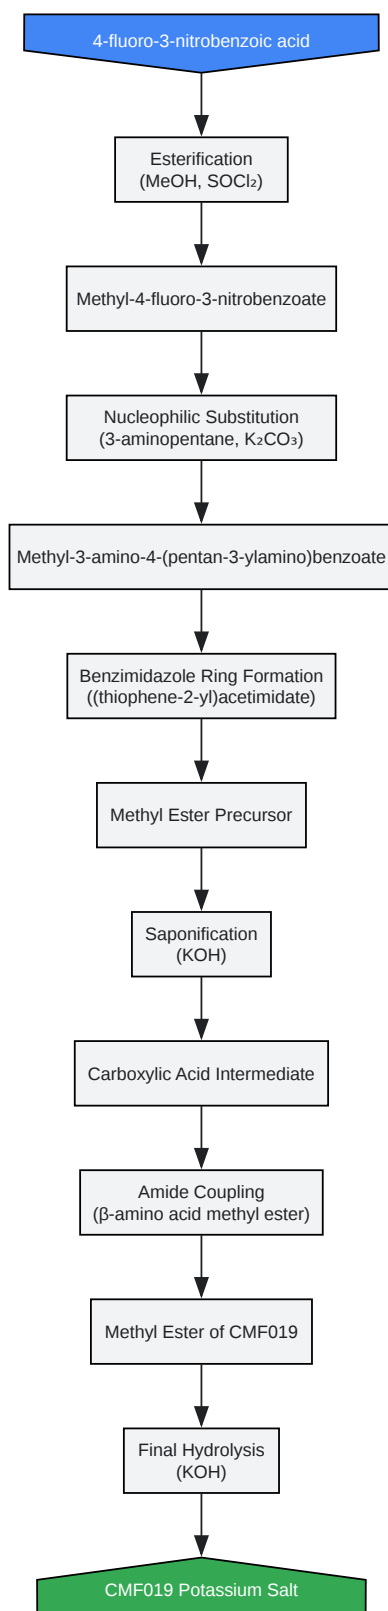 4-fluoro-3-nitrobenzoic acid
Esterification
(MeOH, SOCl₂)
Methyl-4-fluoro-3-nitrobenzoate
Nucleophilic Substitution
(3-aminopentane, K₂CO₃)
Methyl-3-amino-4-(pentan-3-ylamino)benzoate
Benzimidazole Ring Formation
((thiophene-2-yl)acetimidate)
Methyl Ester Precursor
Saponification
(KOH)
Carboxylic Acid Intermediate
Amide Coupling
(β-amino acid methyl ester)
Methyl Ester of CMF019
Final Hydrolysis
(KOH)
CMF019 Potassium Salt